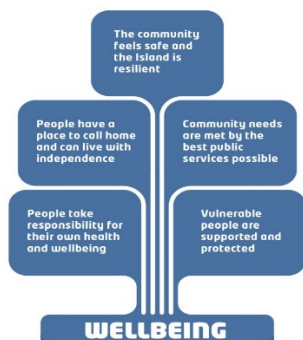 The community
feels safe and
the Island is
resilient
People have a
place to call home
and can live with
independence
Community needs
are met by the
best public
services possible
People take
responsibility for
their own health
and wellbeing
Vulnerable
people are
supported and
protected
WELLBEING